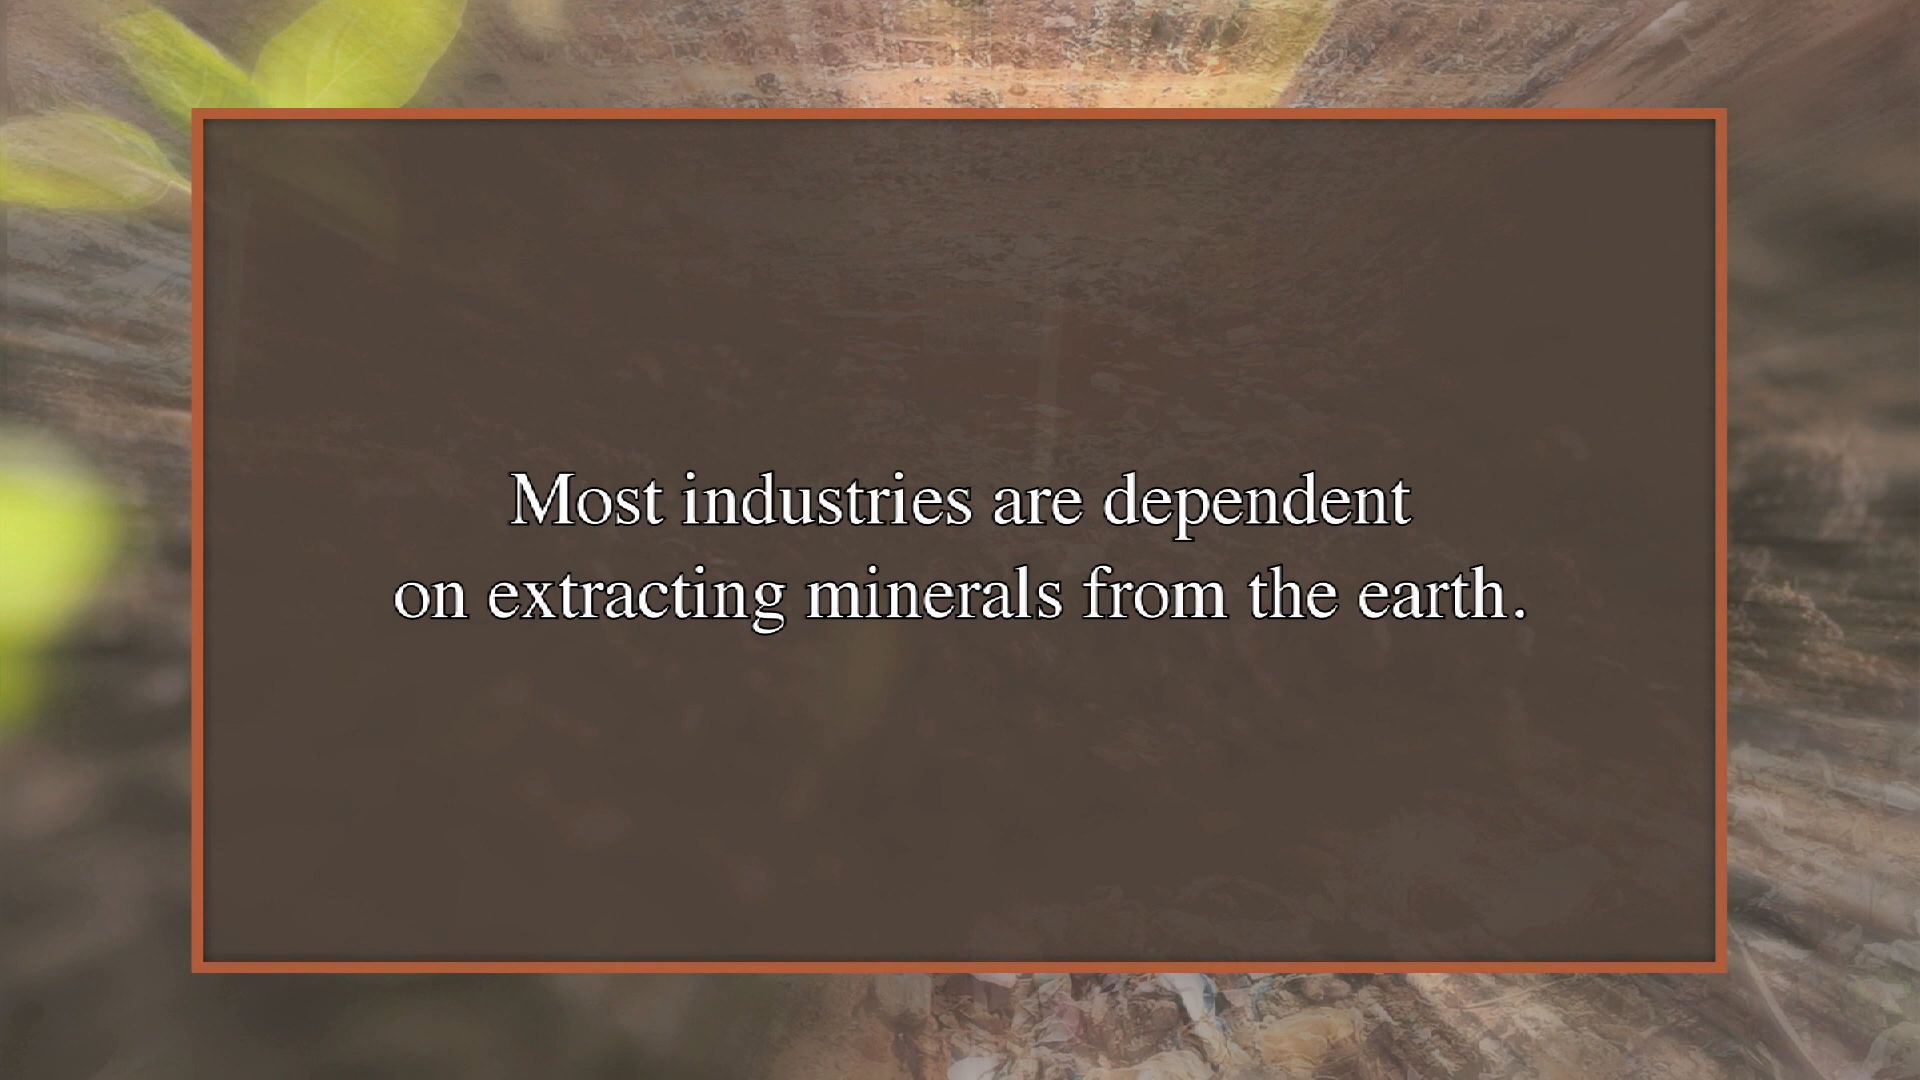 Most industries are dependent
on extracting minerals from the earth.